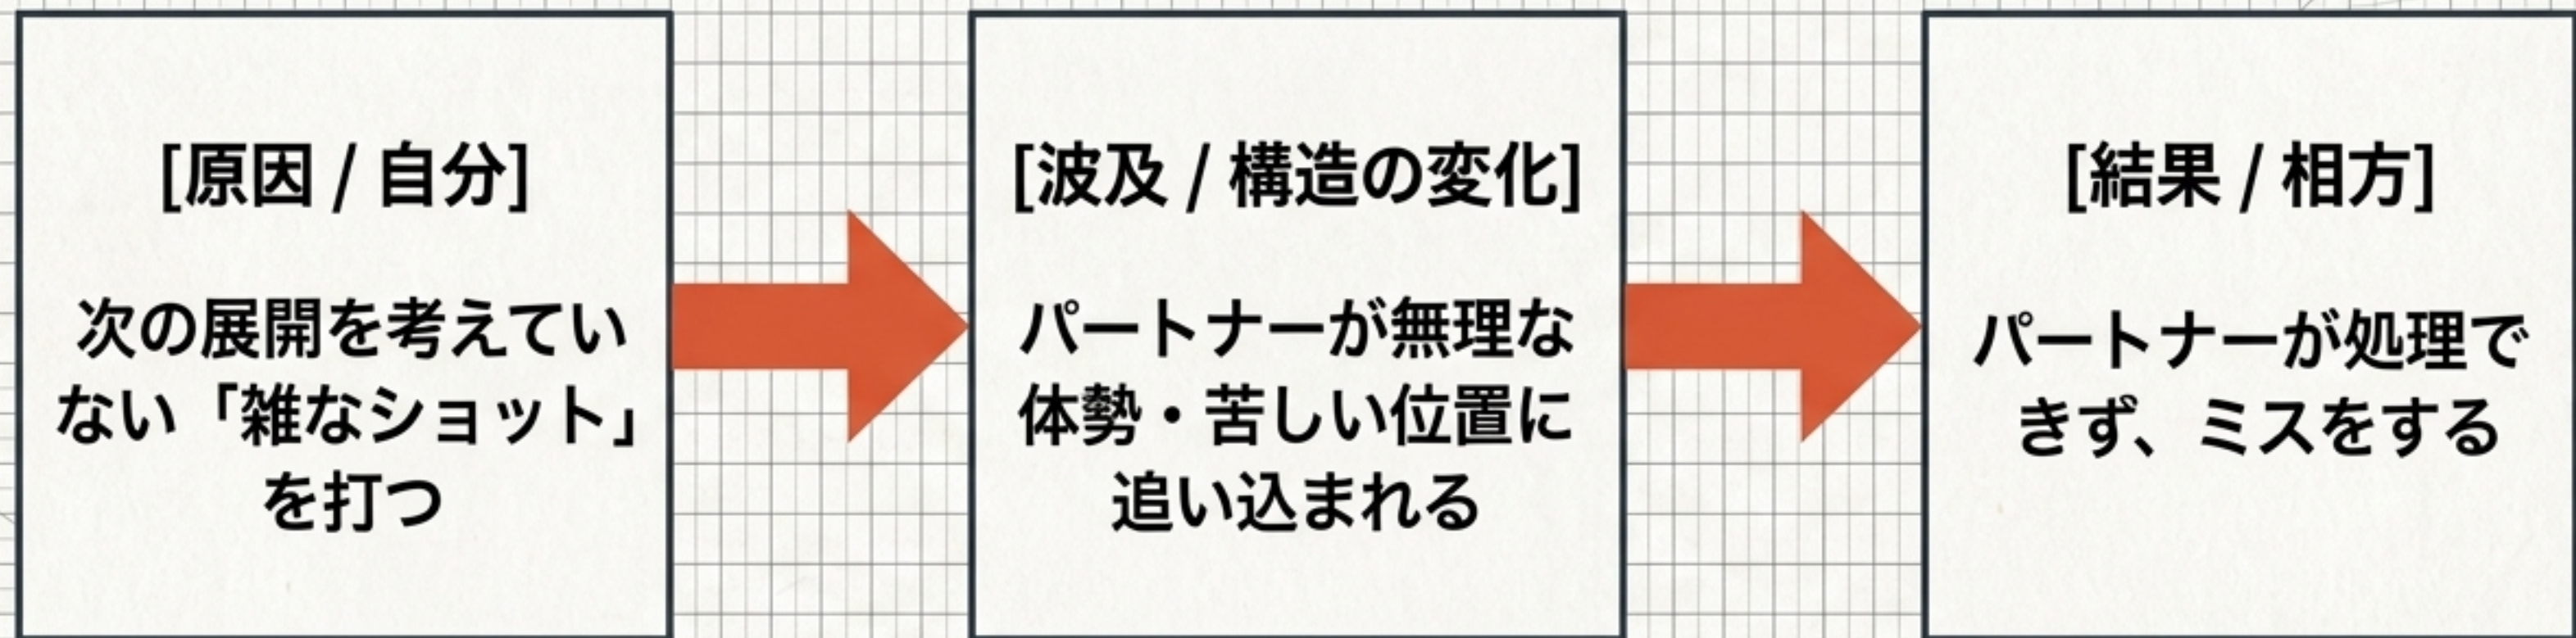 [原因 / 自分]
次の展開を考えてい
ない「雑なショット」
を打つ
[波及 / 構造の変化]
パートナーが無理な
体勢・苦しい位置に
追い込まれる
[結果 / 相方]
パートナーが処理で
きず、ミスをする